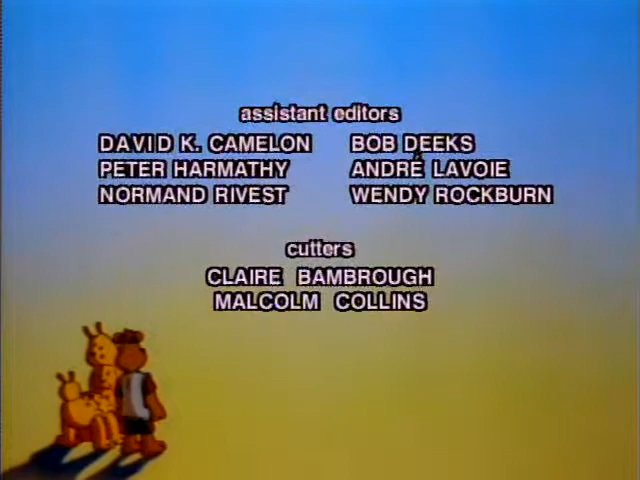 assistant editors
DAVID K. CAMELON BOB DEEKS
PETER HARMATHY ANDRÉ LAVOIE
NORMAND RIVEST WENDY ROCKBURN
cutters
CLAIRE BAMBROUGH
MALCOLM COLLINS